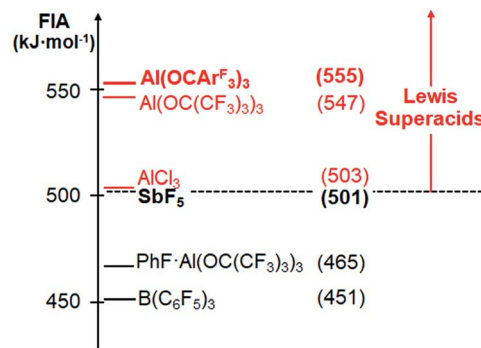 FIA
(kJ·mol⁻¹)
Al(OCArᶠ₃)₃ (555)
550
Al(OC(CF₃)₃)₃ (547)
Lewis
Superacids
AlCl₃ (503)
500
SbF₅ (501)
PhF·Al(OC(CF₃)₃)₃ (465)
450
B(C₆F₅)₃ (451)